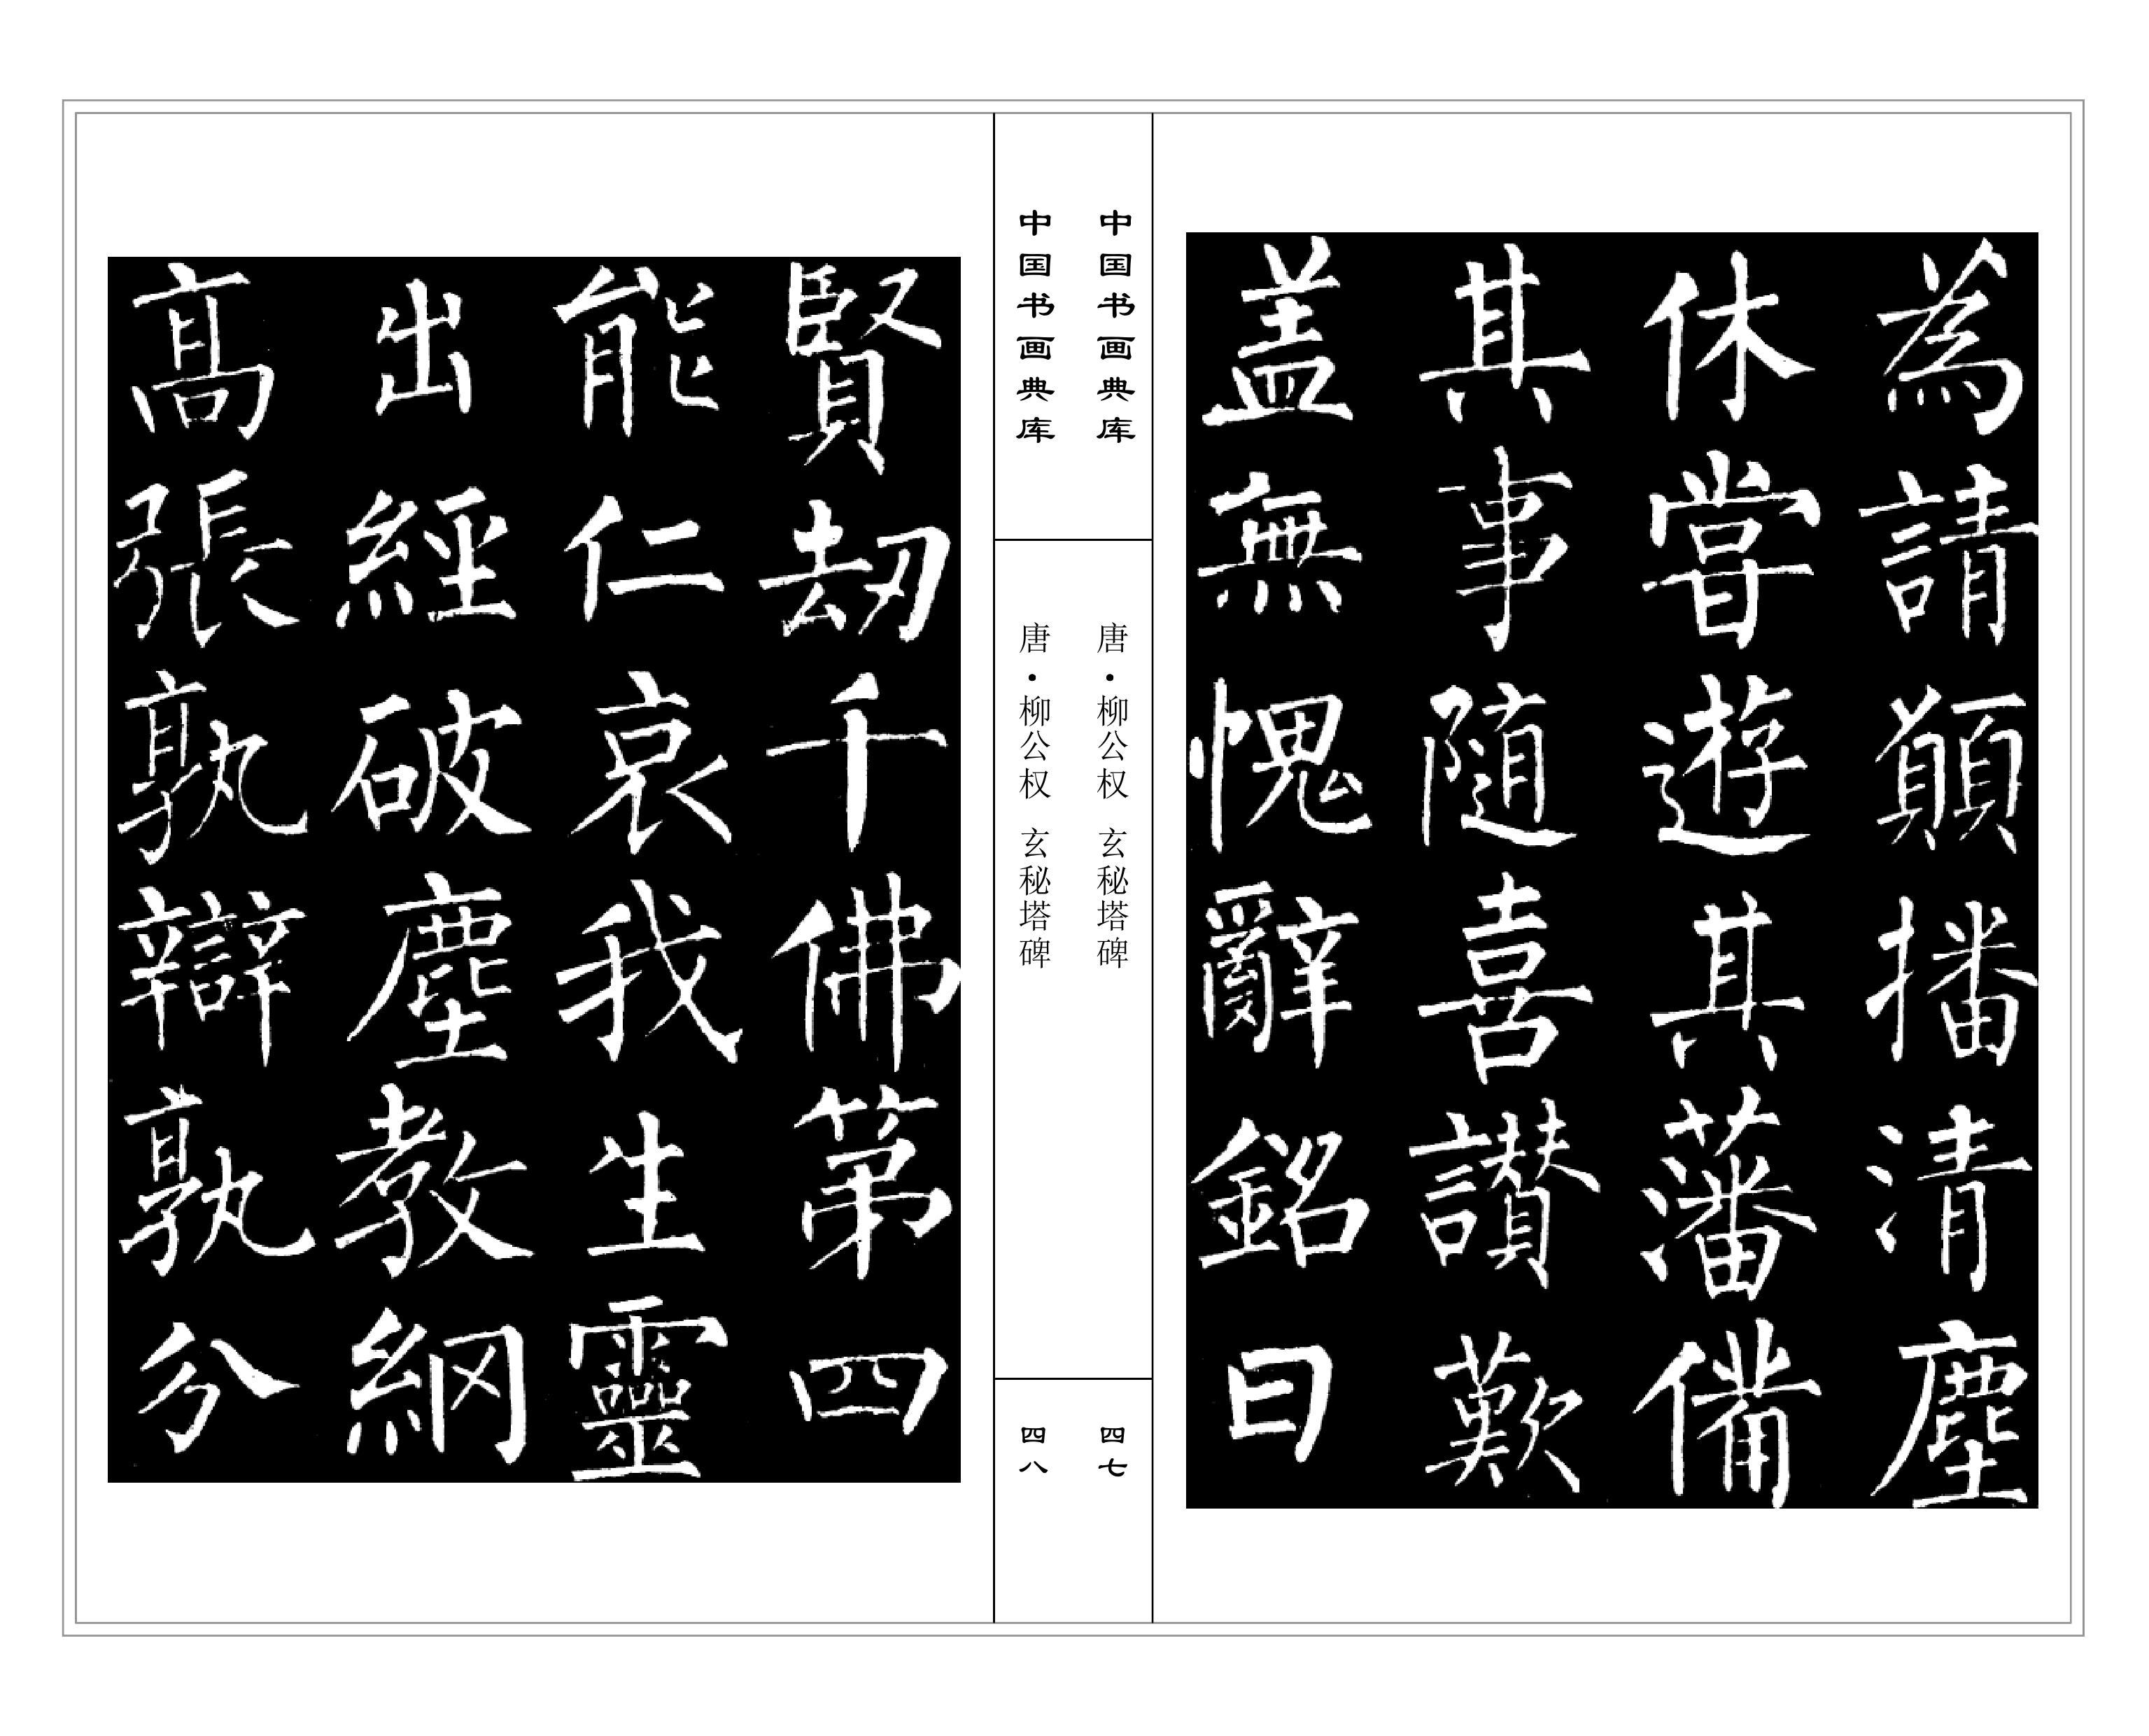 為請願播清塵
休嘗遊其藩備
其事随喜讃歎
盖無愧辭銘曰
中国书画典库
唐·柳公权 玄秘塔碑
四七
中国书画典库
唐·柳公权 玄秘塔碑
四八
賢劫千佛第四
能仁哀我生靈
出經破塵教網
高張孰辯孰分